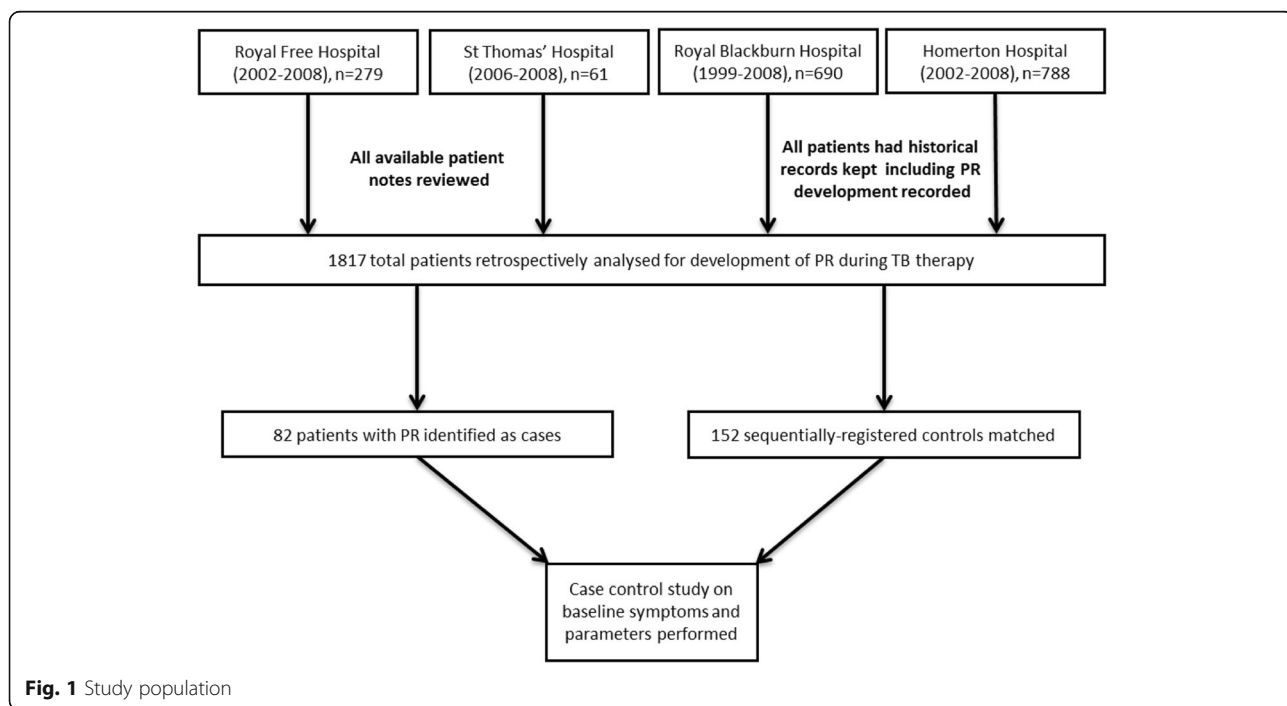 Royal Free Hospital
(2002-2008), n=279
St Thomas’ Hospital
(2006-2008), n=61
Royal Blackburn Hospital
(1999-2008), n=690
Homerton Hospital
(2002-2008), n=788
All available patient
notes reviewed
All patients had historical
records kept including PR
development recorded
1817 total patients retrospectively analysed for development of PR during TB therapy
82 patients with PR identified as cases
152 sequentially-registered controls matched
Case control study on
baseline symptoms and
parameters performed
Fig. 1 Study population